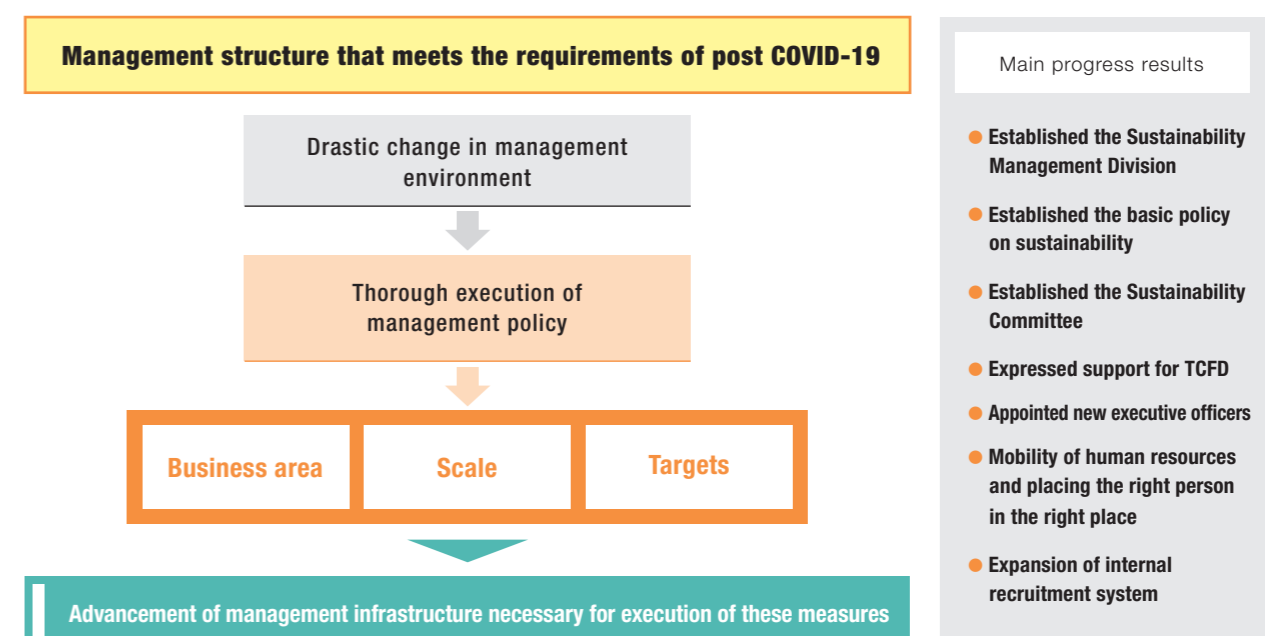 Management structure that meets the requirements of post COVID-19
Drastic change in management
environment
Thorough execution of
management policy
Business area
Scale
Targets
Advancement of management infrastructure necessary for execution of these measures
Main progress results
Established the Sustainability
Management Division
Established the basic policy
on sustainability
Established the Sustainability
Committee
Expressed support for TCFD
Appointed new executive officers
Mobility of human resources
and placing the right person
in the right place
Expansion of internal
recruitment system